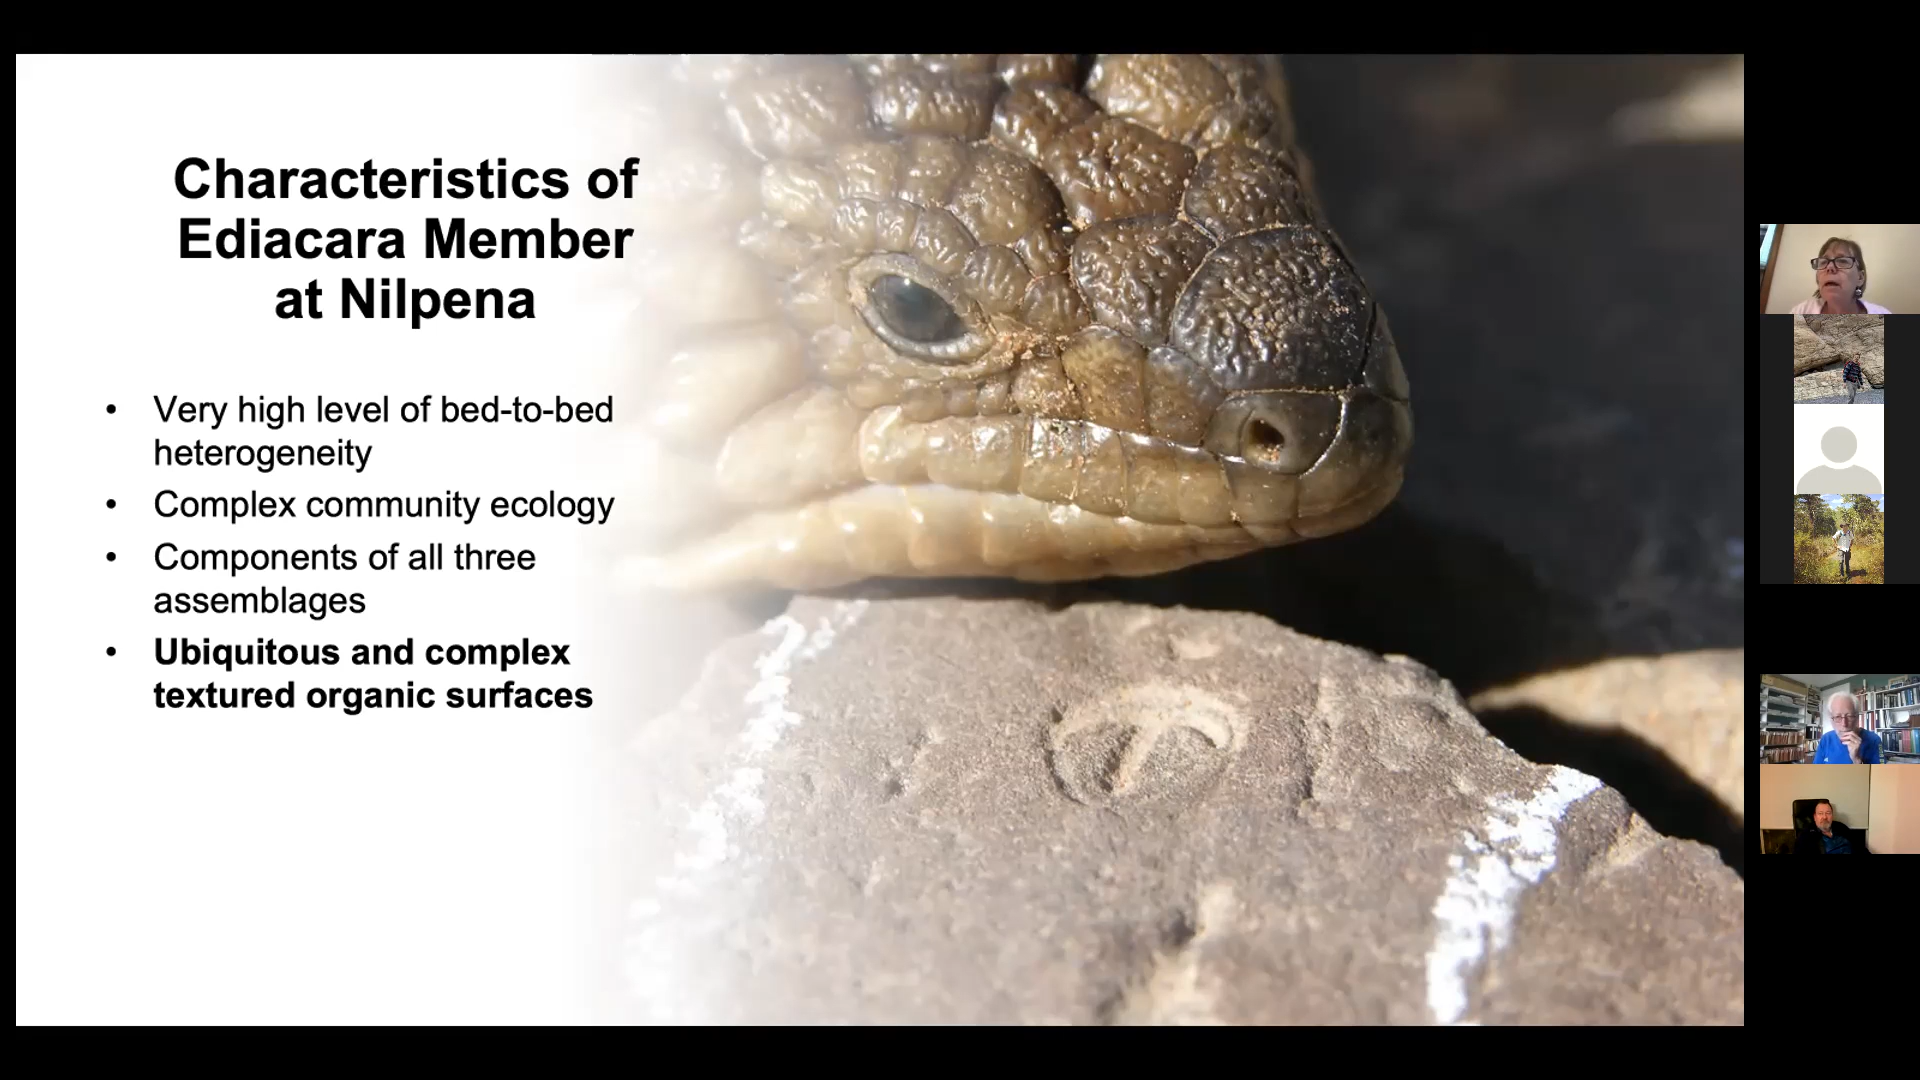 Characteristics of
Ediacara Member
at Nilpena
• Very high level of bed-to-bed
heterogeneity
• Complex community ecology
• Components of all three
assemblages
• Ubiquitous and complex
textured organic surfaces